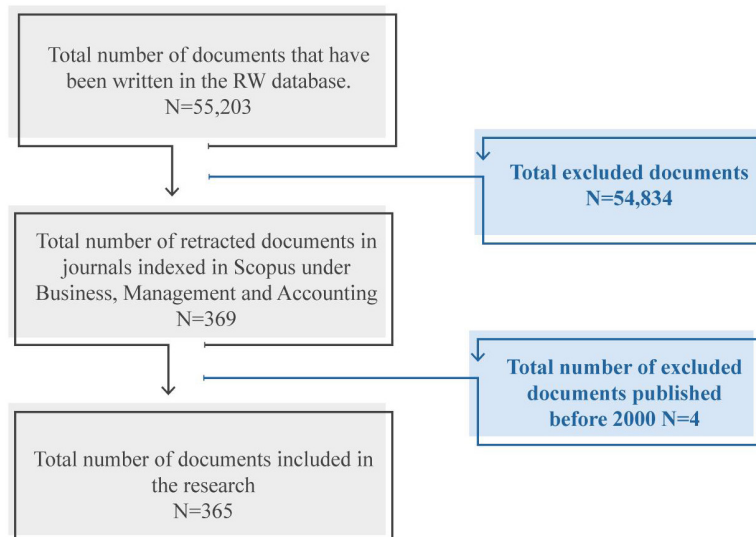 Total number of documents that have
been written in the RW database.
N=55,203
Total excluded documents
N=54,834
Total number of retracted documents in
journals indexed in Scopus under
Business, Management and Accounting
N=369
Total number of excluded
documents published
before 2000 N=4
Total number of documents included in
the research
N=365